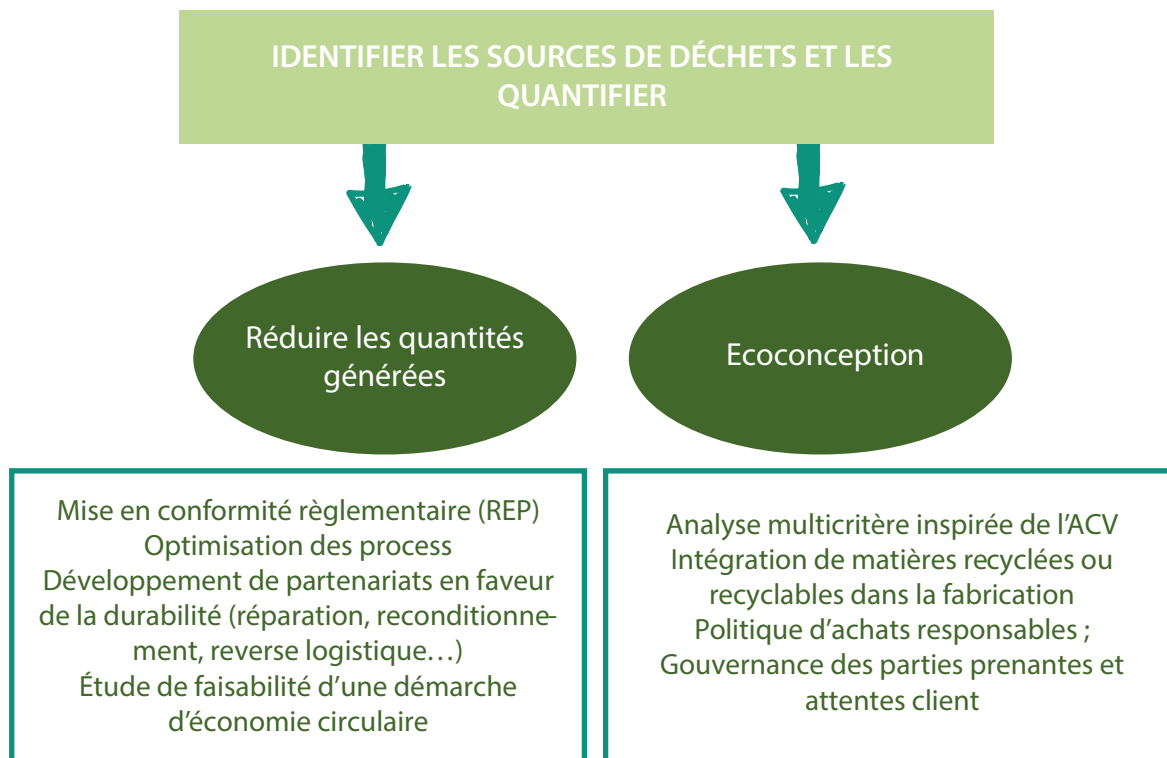 IDENTIFIER LES SOURCES DE DÉCHETS ET LES
QUANTIFIER
Réduire les quantités
générées
Ecoconception
Mise en conformité règlementaire (REP)
Optimisation des process
Développement de partenariats en faveur
de la durabilité (réparation, reconditionne-
ment, reverse logistique…)
Étude de faisabilité d’une démarche
d’économie circulaire
Analyse multicritère inspirée de l’ACV
Intégration de matières recyclées ou
recyclables dans la fabrication
Politique d’achats responsables ;
Gouvernance des parties prenantes et
attentes client